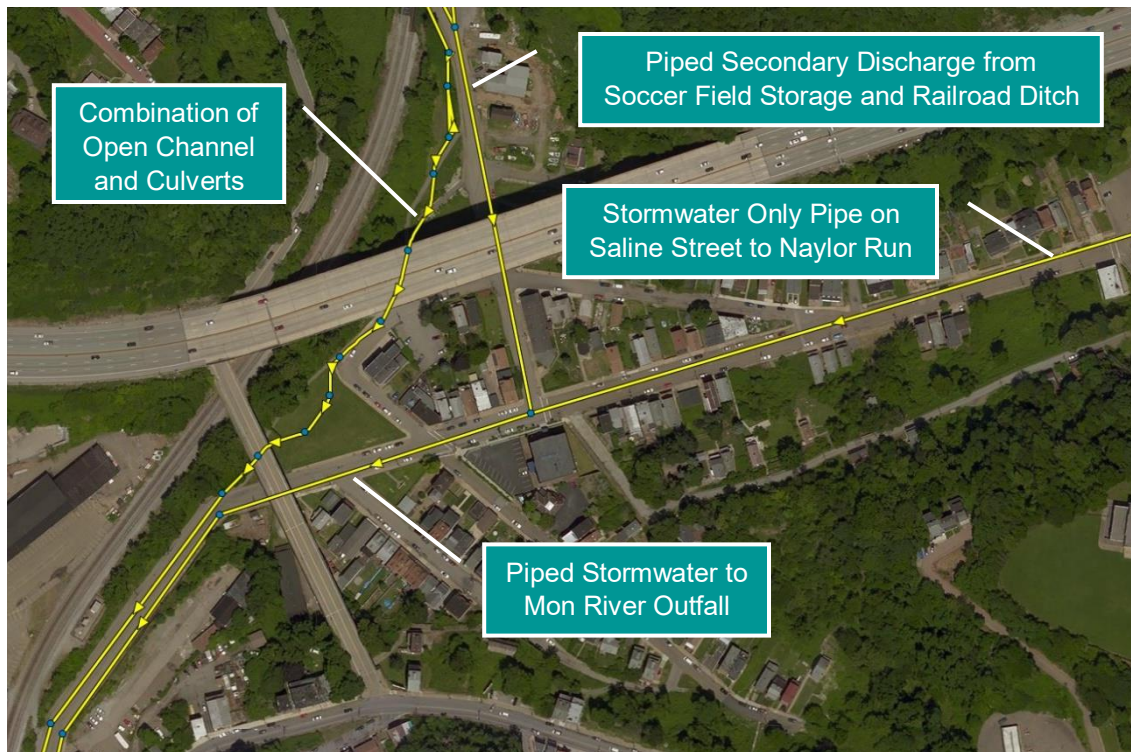 Piped Secondary Discharge from
Soccer Field Storage and Railroad Ditch
Combination of
Open Channel
and Culverts
Stormwater Only Pipe on
Saline Street to Naylor Run
Piped Stormwater to
Mon River Outfall